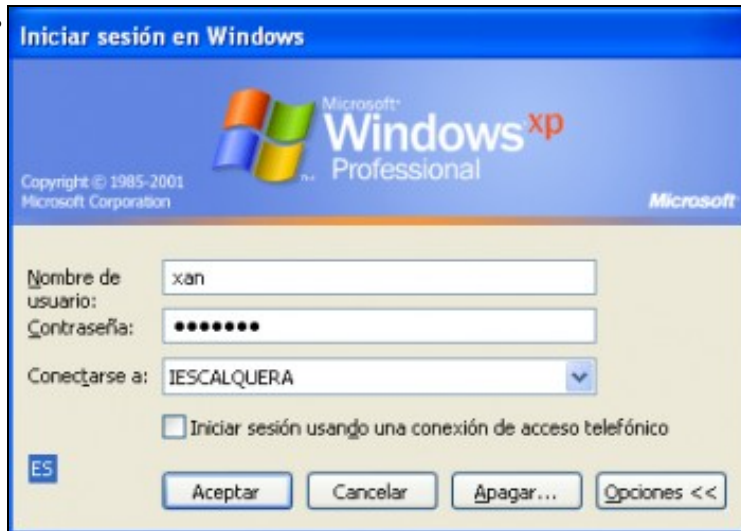 Iniciar sesión en Windows
Microsoft®
Windows xp
Professional
Copyright © 1985-2001
Microsoft Corporation
Microsoft
Nombre de
usuario:
xan
Contraseña: •••••••
Conectarse a: IESCALQUERA
Iniciar sesión usando una conexión de acceso telefónico
ES
Aceptar Cancelar Apagar... Opciones <<